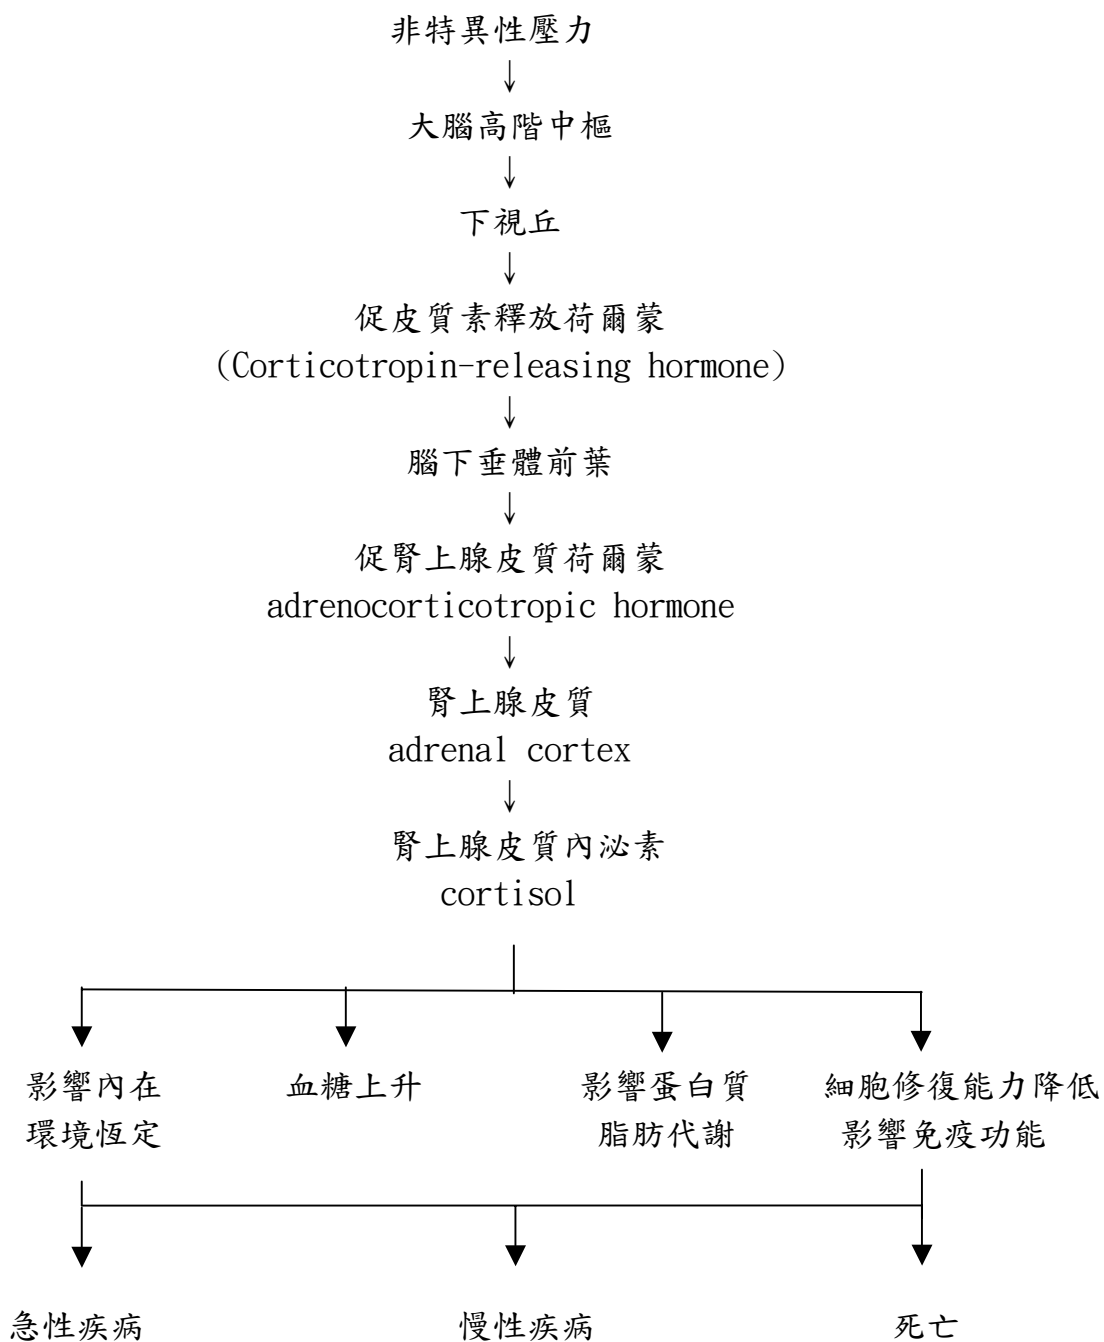 非特異性壓力
大腦高階中樞
下視丘
促皮質素釋放荷爾蒙
(Corticotropin-releasing hormone)
腦下垂體前葉
促腎上腺皮質荷爾蒙
adrenocorticotropic hormone
腎上腺皮質
adrenal cortex
腎上腺皮質內泌素
cortisol
影響內在
環境恆定
血糖上升
影響蛋白質
脂肪代謝
細胞修復能力降低
影響免疫功能
急性疾病
慢性疾病
死亡